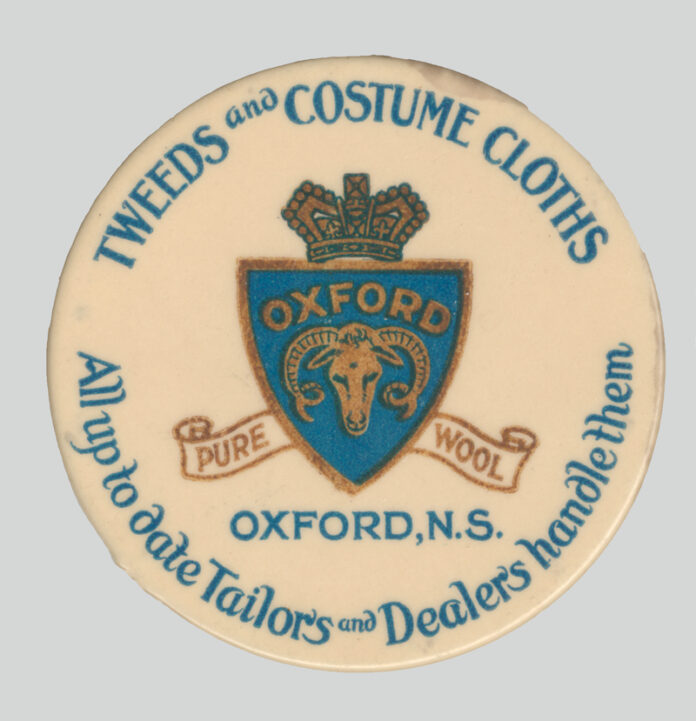 TWEEDS and COSTUME CLOTHS
OXFORD
PURE WOOL
OXFORD, N.S.
All up to date Tailors and Dealers handle them